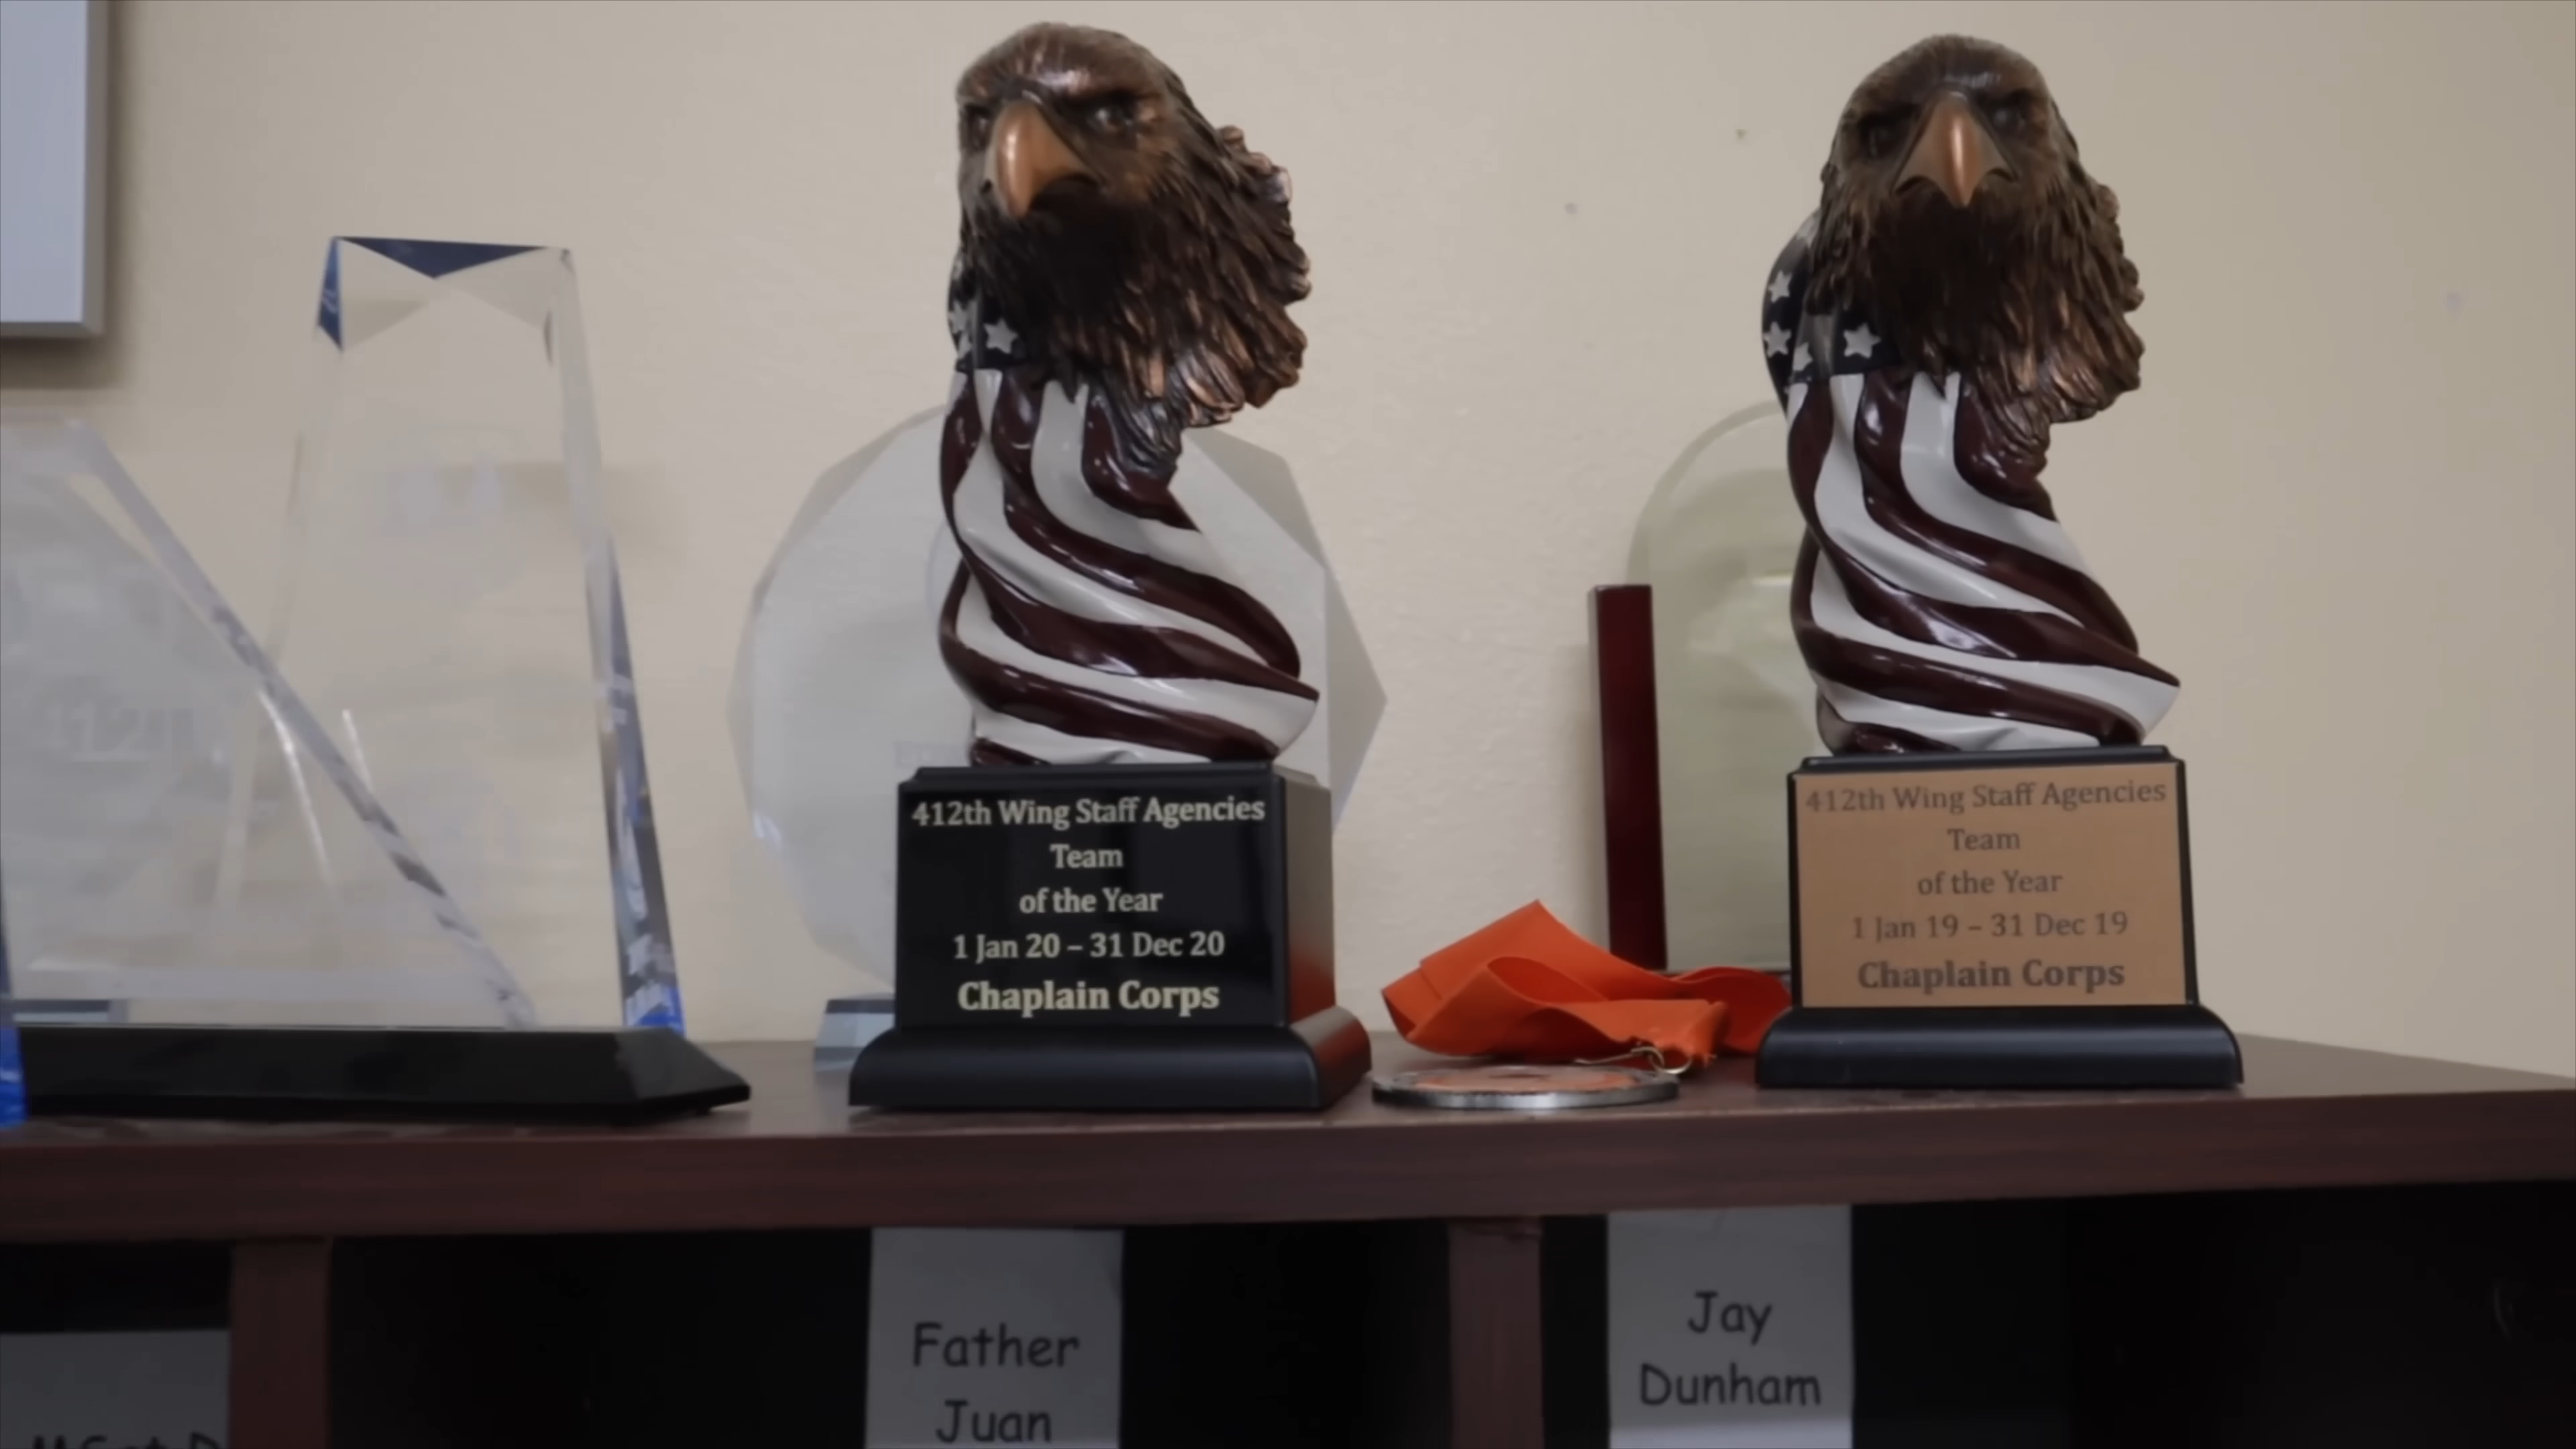 412th Wing Staff Agencies
Team
of the Year
1 Jan 20 – 31 Dec 20
Chaplain Corps
412th Wing Staff Agencies
Team
of the Year
1 Jan 19 – 31 Dec 19
Chaplain Corps
Father
Juan
Jay
Dunham